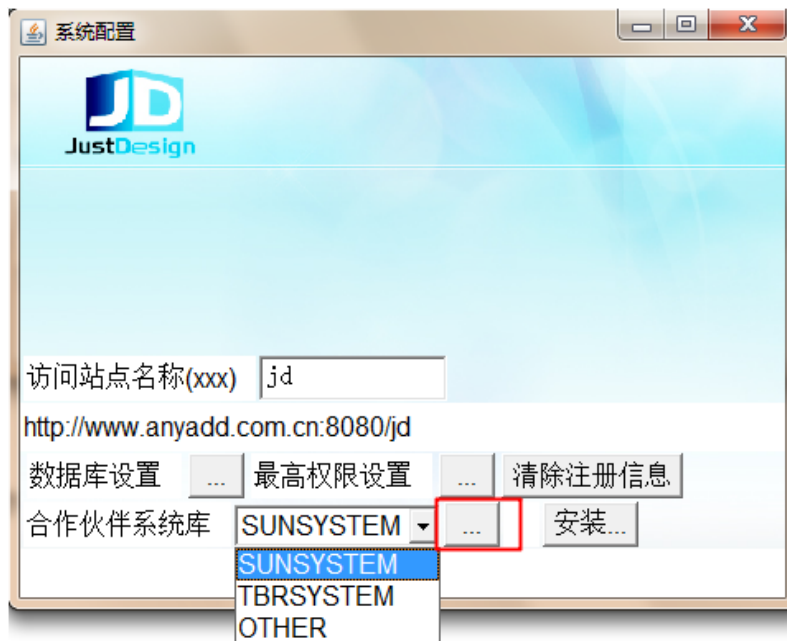 系统配置
JD
JustDesign
访问站点名称(xxx) jd
http://www.anyadd.com.cn:8080/jd
数据库设置 ... 最高权限设置 ... 清除注册信息
合作伙伴系统库 SUNSYSTEM ... 安装...
SUNSYSTEM
TBRSYSTEM
OTHER